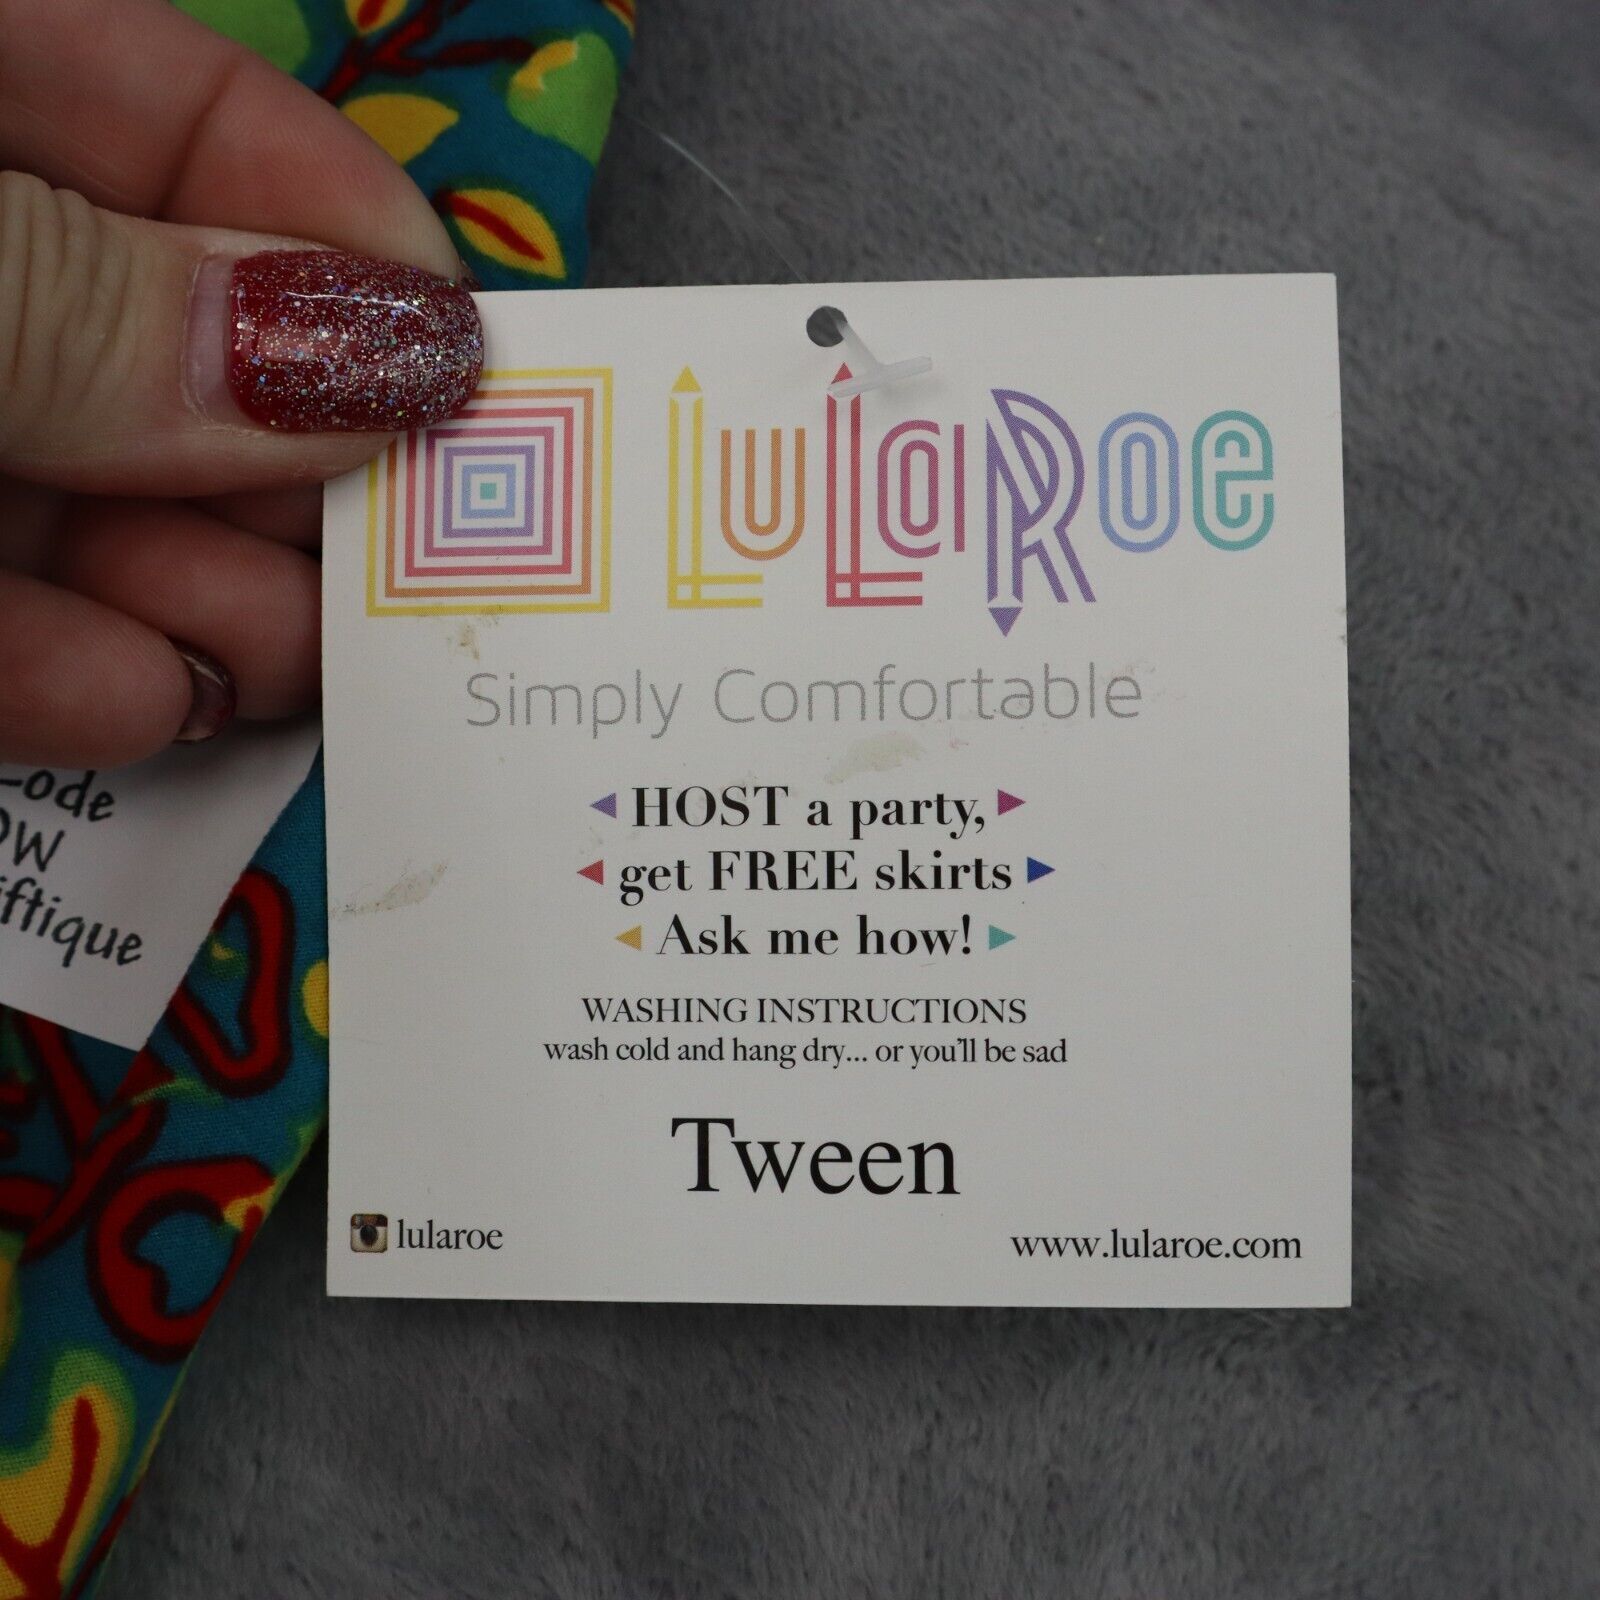 LuLaRoe
Simply Comfortable
HOST a party,
get FREE skirts
Ask me how!
WASHING INSTRUCTIONS
wash cold and hang dry... or you'll be sad
Tween
lularoe
www.lularoe.com